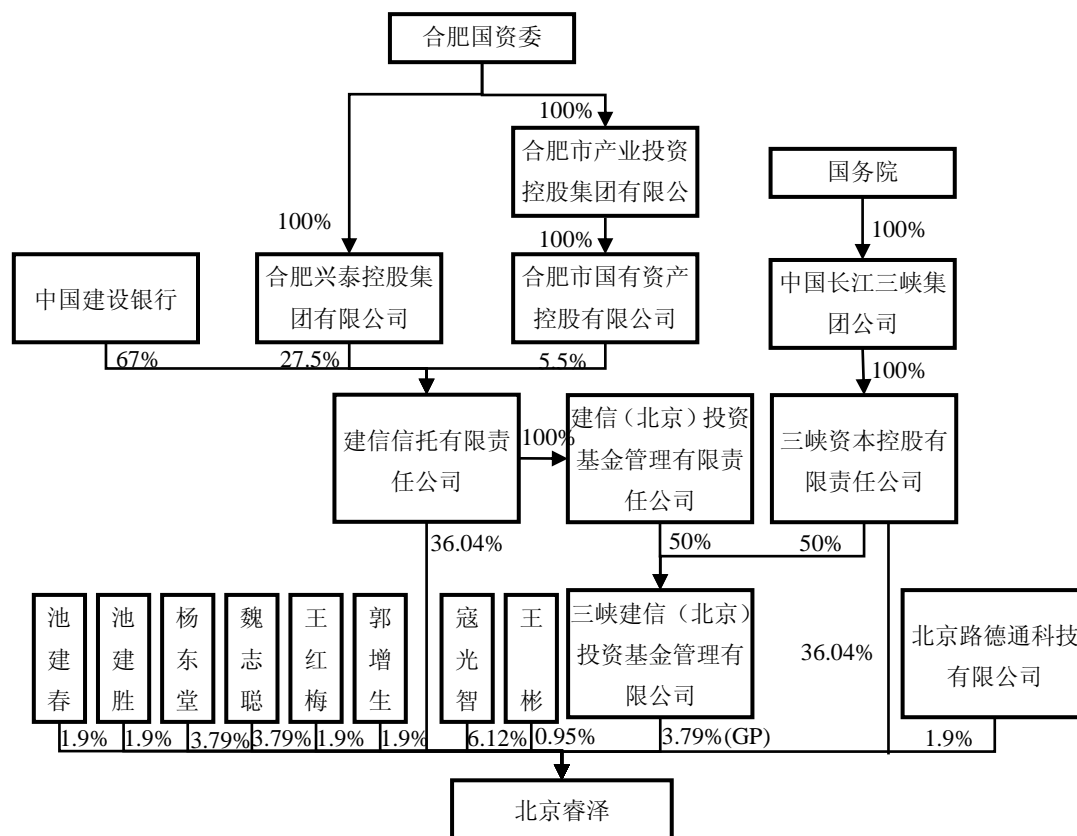 合肥国资委
100%
合肥市产业投资
控股集团有限公
国务院
100%
100%
100%
中国建设银行
合肥兴泰控股集
团有限公司
合肥市国有资产
控股有限公司
中国长江三峡集
团公司
67%
27.5%
5.5%
100%
建信信托有限责
任公司
100%
建信（北京）投资
基金管理有限责
任公司
三峡资本控股有
限责任公司
36.04%
50%
50%
池建春
池建胜
杨东堂
魏志聪
王红梅
郭增生
寇光智
王彬
三峡建信（北京）
投资基金管理有
限公司
36.04%
北京路德通科技
有限公司
1.9%
1.9%
3.79%
3.79%
1.9%
1.9%
6.12%
0.95%
3.79%(GP)
1.9%
北京睿泽